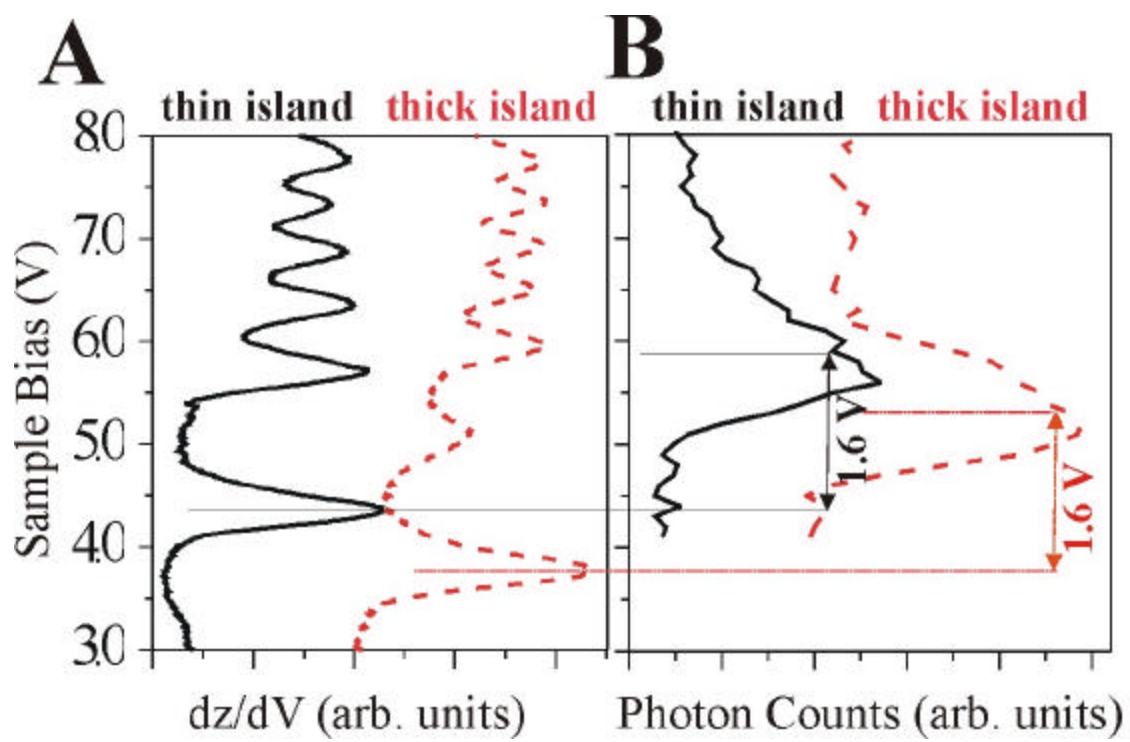 A
B
thin island
thick island
thin island
thick island
8.0
7.0
6.0
5.0
4.0
3.0
Sample Bias (V)
1.6 V
1.6 V
dz/dV (arb. units)
Photon Counts (arb. units)